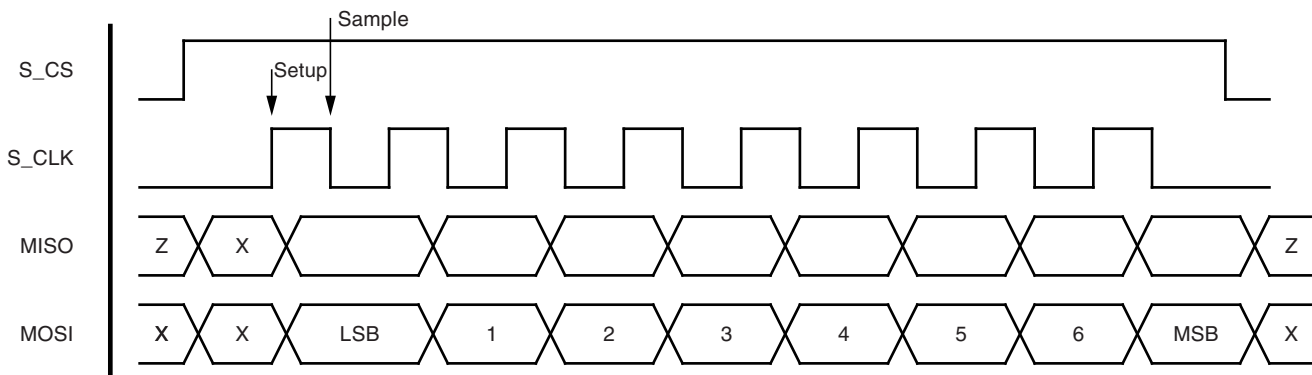 Sample
S_CS
Setup
S_CLK
MISO Z X Z
MOSI X X LSB 1 2 3 4 5 6 MSB X